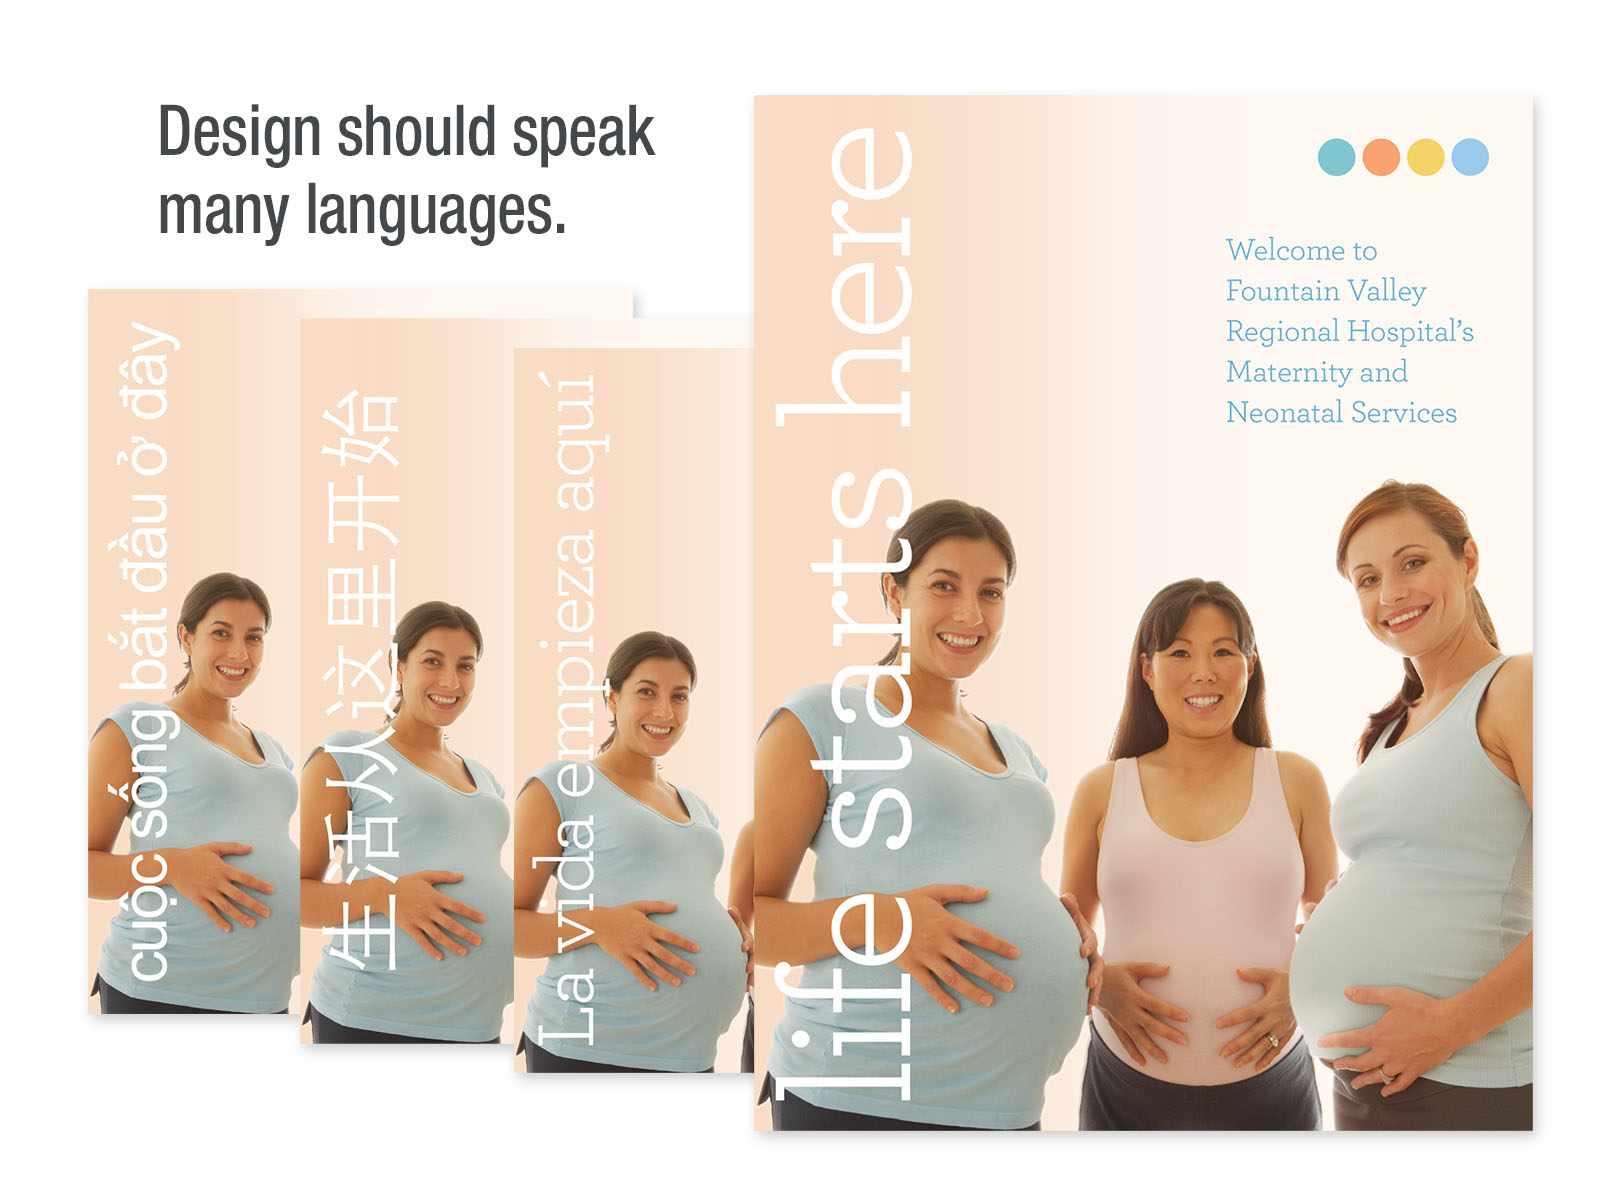 Design should speak
many languages.
cuộc sống bắt đầu ở đây
生活从这里开始
La vida empieza aquí
life starts here
Welcome to
Fountain Valley
Regional Hospital’s
Maternity and
Neonatal Services